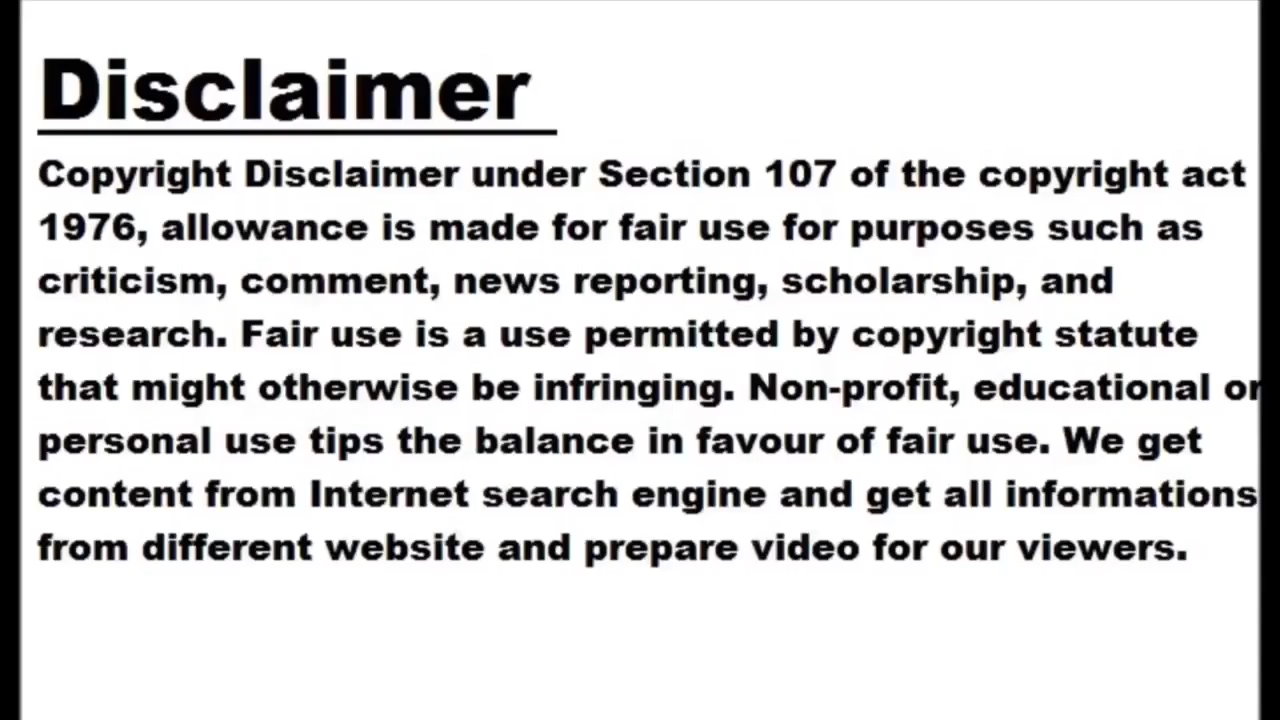 Disclaimer
Copyright Disclaimer under Section 107 of the copyright act
1976, allowance is made for fair use for purposes such as
criticism, comment, news reporting, scholarship, and
research. Fair use is a use permitted by copyright statute
that might otherwise be infringing. Non-profit, educational or
personal use tips the balance in favour of fair use. We get
content from Internet search engine and get all informations
from different website and prepare video for our viewers.